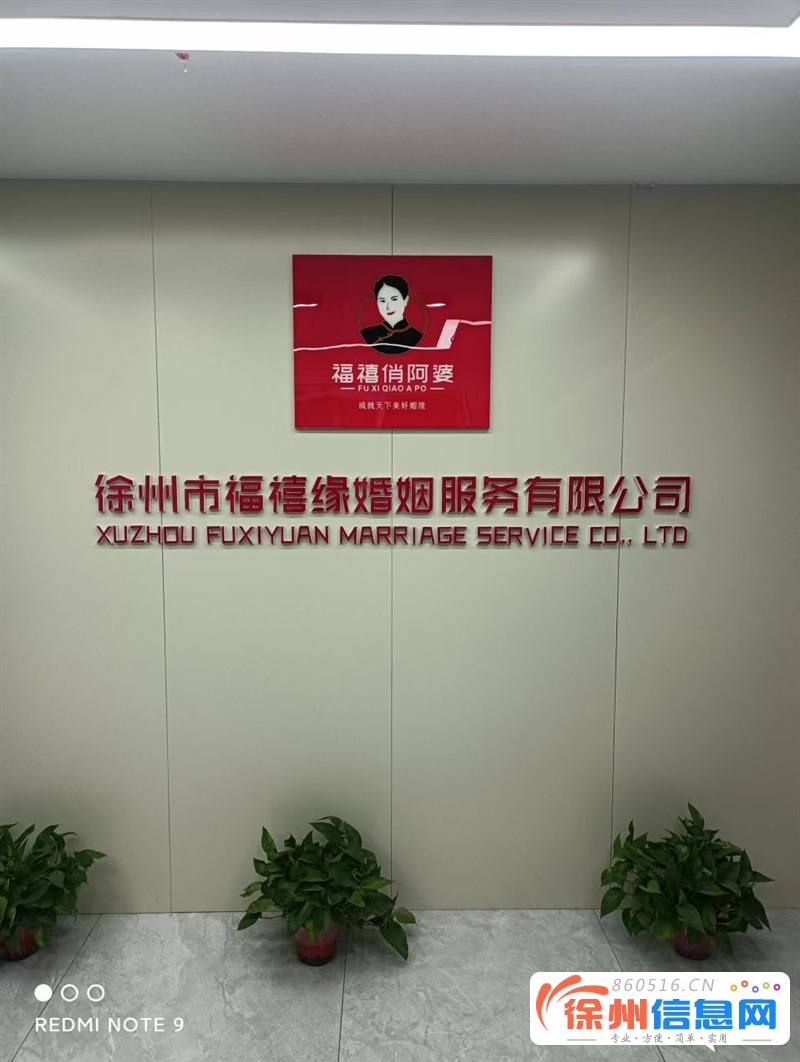 福禧俏阿婆
FU XI QIAO A PO
成就天下美好姻缘
徐州市福禧缘婚姻服务有限公司
XUZHOU FUXIYUAN MARRIAGE SERVICE CO., LTD
REDMI NOTE 9
860516.CN
徐州信息网
专业·方便·简单·实用